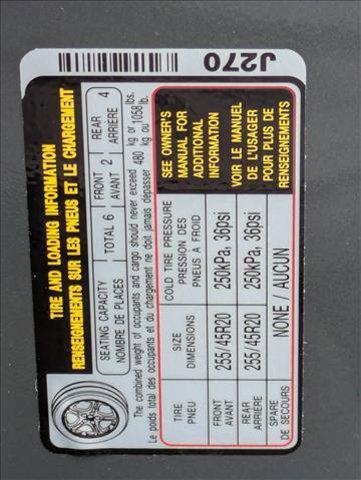 TIRE AND LOADING INFORMATION
RENSEIGNEMENTS SUR LES PNEUS ET LE CHARGEMENT
SEATING CAPACITY TOTAL 6 FRONT 2 REAR 4
NOMBRE DE PLACES AVANT ARRIÈRE
The combined weight of occupants and cargo should never exceed 480 kg or 1058 lbs.
Le poids total des occupants et du chargement ne doit jamais dépasser kg ou lb.
TIRE SIZE COLD TIRE PRESSURE
PNEU DIMENSIONS PRESSION DES
PNEUS A FROID
FRONT 255/45R20 250kPa, 36psi
AVANT
REAR 255/45R20 250kPa, 36psi
ARRIERE
SPARE NONE / AUCUN
DE SECOURS
SEE OWNER'S
MANUAL FOR
ADDITIONAL
INFORMATION
VOIR LE MANUEL
DE L'USAGER
POUR PLUS DE
RENSEIGNEMENTS
J270